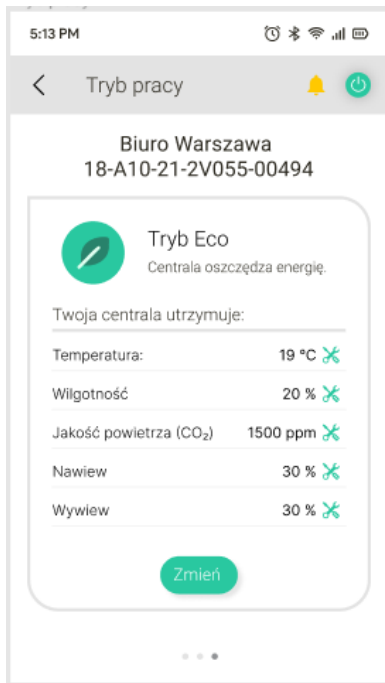 5:13 PM
Tryb pracy
Biuro Warszawa
18-A10-21-2V055-00494
Tryb Eco
Centrala oszczędza energię.
Twoja centrala utrzymuje:
Temperatura: 19 °C
Wilgotność 20 %
Jakość powietrza (CO₂) 1500 ppm
Nawiew 30 %
Wywiew 30 %
Zmień